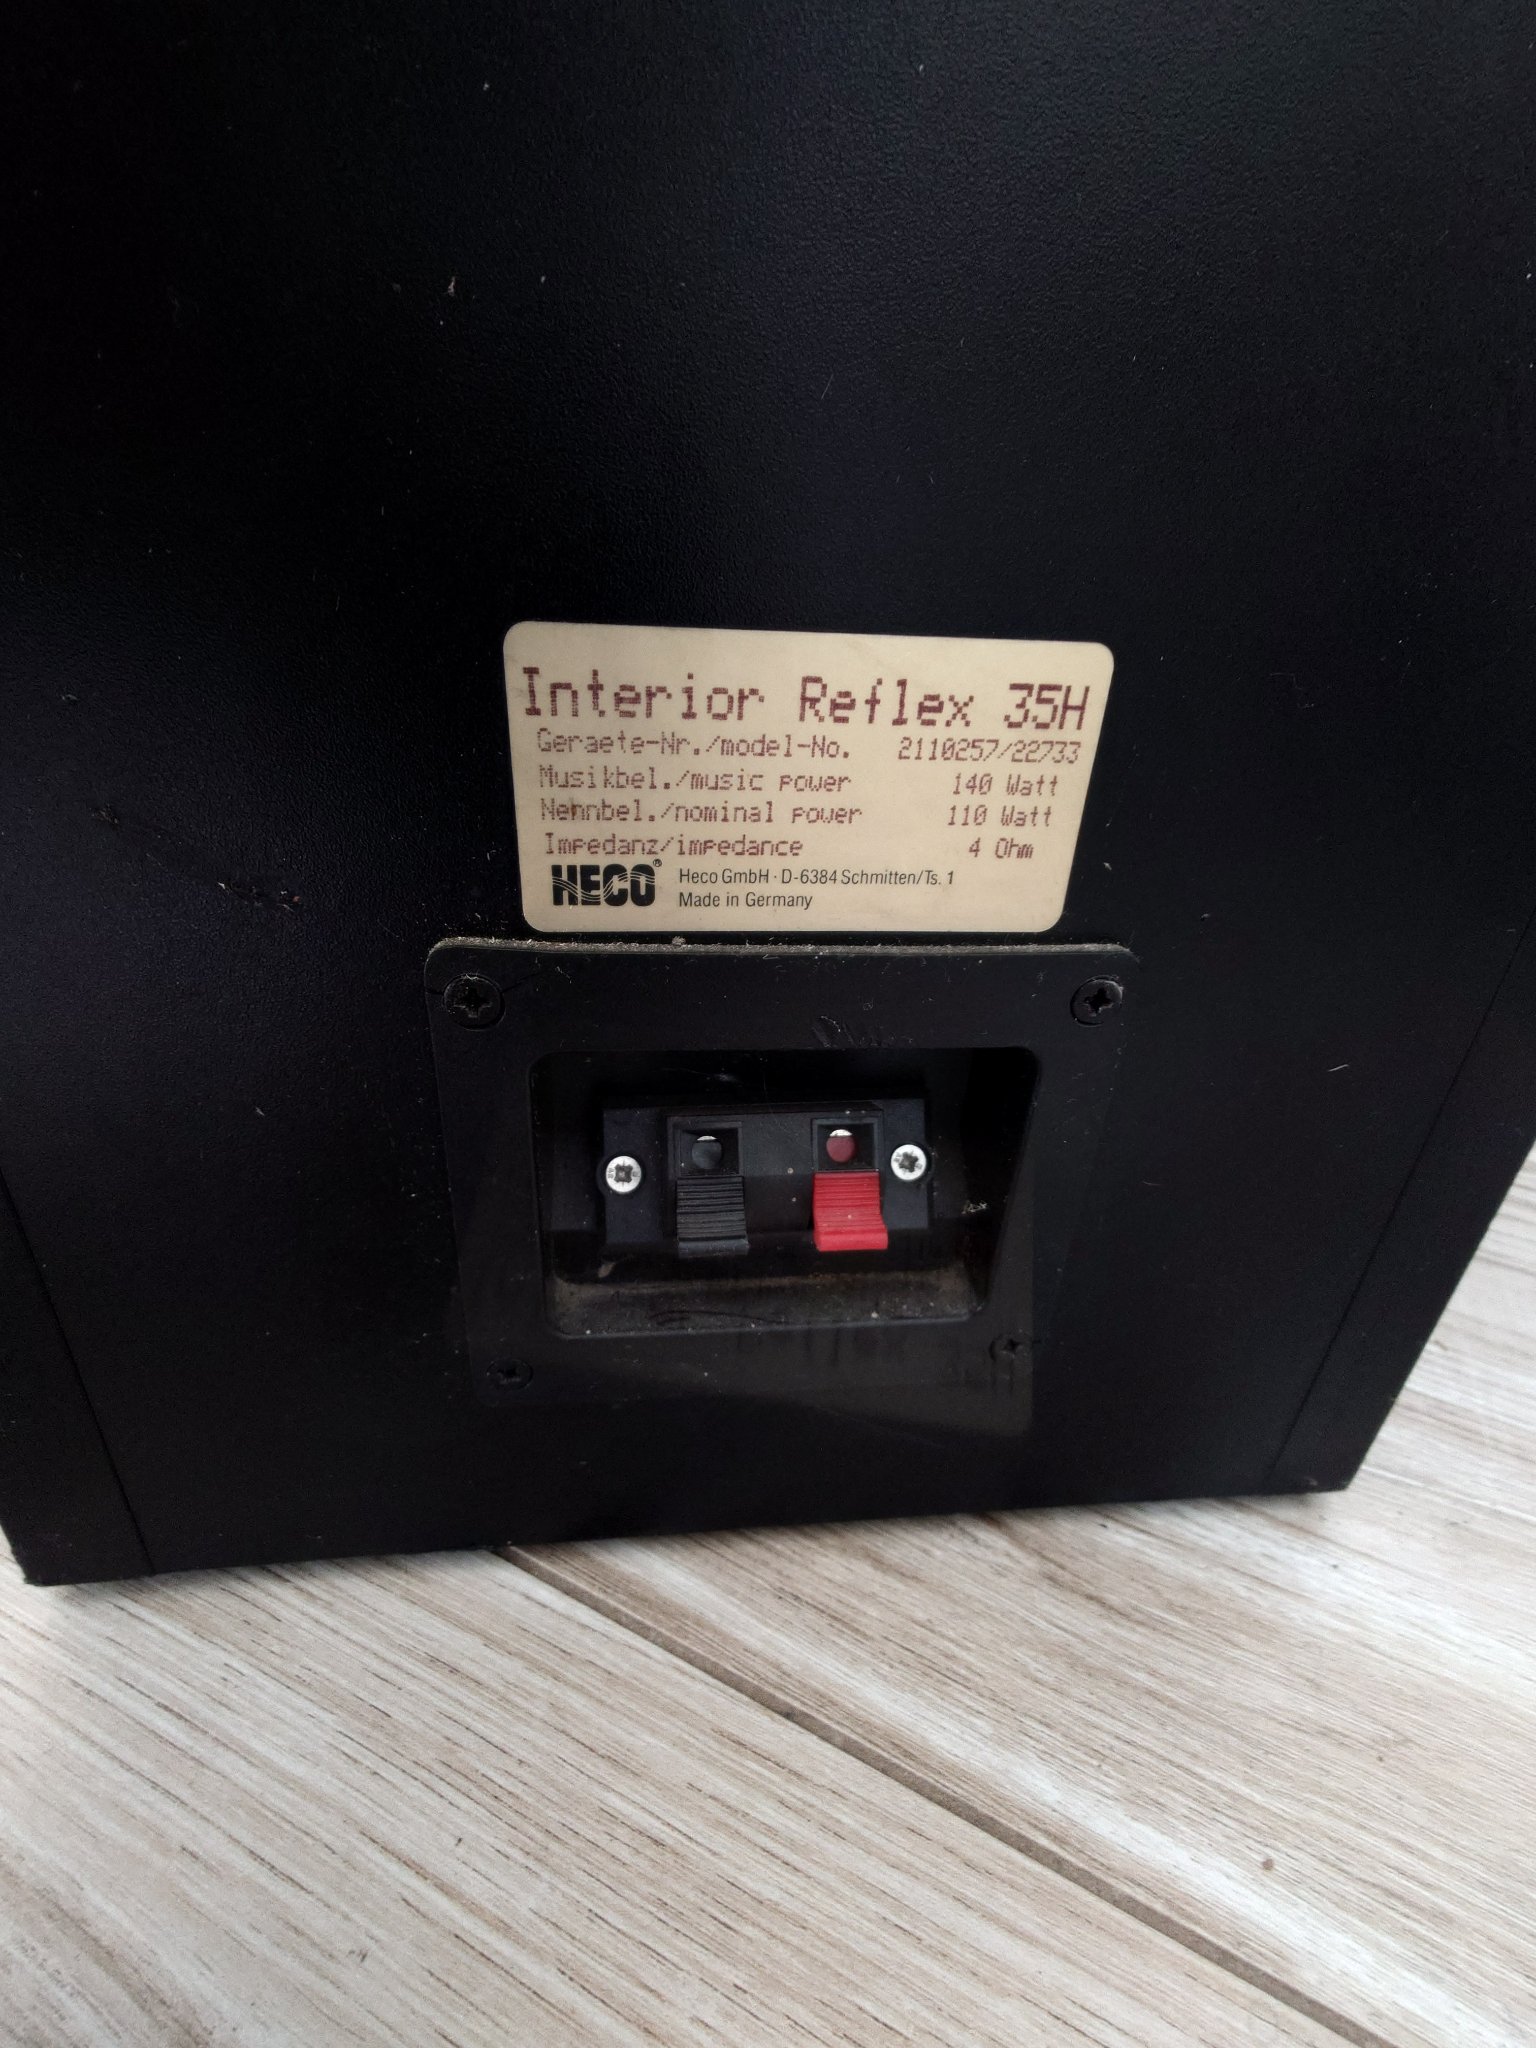 Interior Reflex 35H
Geraete-Nr./model-No. 2110257/22733
Musikbel./music power 140 Watt
Nennbel./nominal power 110 Watt
Impedanz/impedance 4 Ohm
HECO® Heco GmbH · D-6384 Schmitten/Ts. 1
Made in Germany